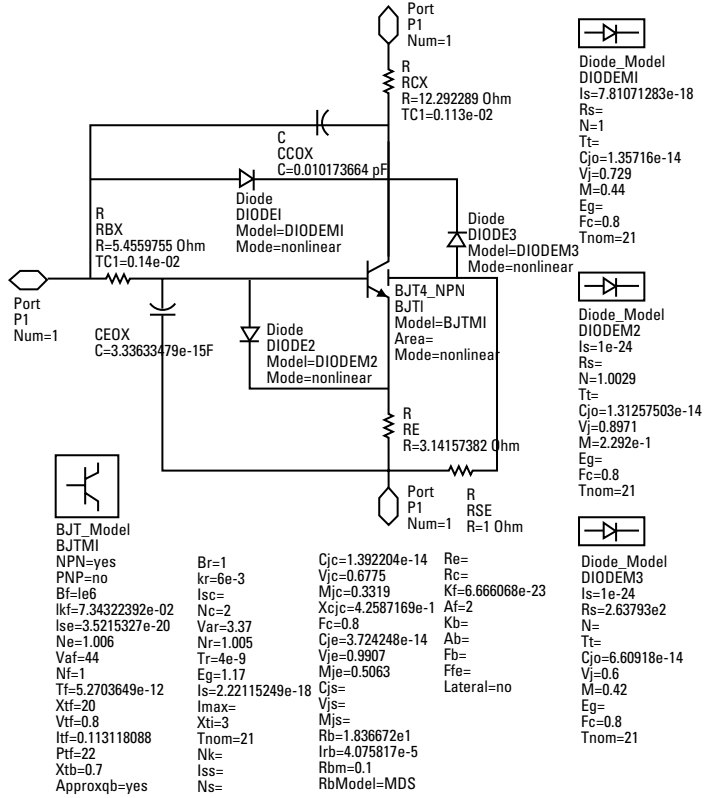 Port
P1
Num=1
R
RCX
R=12.292289 Ohm
TC1=0.113e-02
C
CCOX
C=0.010173664 pF
Diode
DIODEI
Model=DIODEMI
Mode=nonlinear
R
RBX
R=5.4559755 Ohm
TC1=0.14e-02
Diode
DIODE3
Model=DIODEM3
Mode=nonlinear
Port
P1
Num=1
CEOX
C=3.33633479e-15F
Diode
DIODE2
Model=DIODEM2
Mode=nonlinear
BJT4_NPN
BJTI
Model=BJTMI
Area=
Mode=nonlinear
R
RE
R=3.14157382 Ohm
Port
P1
Num=1
R
RSE
R=1 Ohm
Diode_Model
DIODEMI
Is=7.81071283e-18
Rs=
N=1
Tt=
Cjo=1.35716e-14
Vj=0.729
M=0.44
Eg=
Fc=0.8
Tnom=21
Diode_Model
DIODEM2
Is=1e-24
Rs=
N=1.0029
Tt=
Cjo=1.31257503e-14
Vj=0.8971
M=2.292e-1
Eg=
Fc=0.8
Tnom=21
Diode_Model
DIODEM3
Is=1e-24
Rs=2.63793e2
N=
Tt=
Cjo=6.60918e-14
Vj=0.6
M=0.42
Eg=
Fc=0.8
Tnom=21
BJT_Model
BJTMI
NPN=yes
PNP=no
Bf=le6
Ikf=7.34322392e-02
Ise=3.5215327e-20
Ne=1.006
Vaf=44
Nf=1
Tf=5.2703649e-12
Xtf=20
Vtf=0.8
Itf=0.113118088
Ptf=22
Xtb=0.7
Approxqb=yes
Br=1
kr=6e-3
Isc=
Nc=2
Var=3.37
Nr=1.005
Tr=4e-9
Eg=1.17
Is=2.22115249e-18
Imax=
Xti=3
Tnom=21
Nk=
Iss=
Ns=
Cjc=1.392204e-14
Vjc=0.6775
Mjc=0.3319
Xcjc=4.2587169e-1
Fc=0.8
Cje=3.724248e-14
Vje=0.9907
Mje=0.5063
Cjs=
Vjs=
Mjs=
Rb=1.836672e1
Irb=4.075817e-5
Rbm=0.1
RbModel=MDS
Re=
Rc=
Kf=6.666068e-23
Af=2
Kb=
Ab=
Fb=
Ffe=
Lateral=no